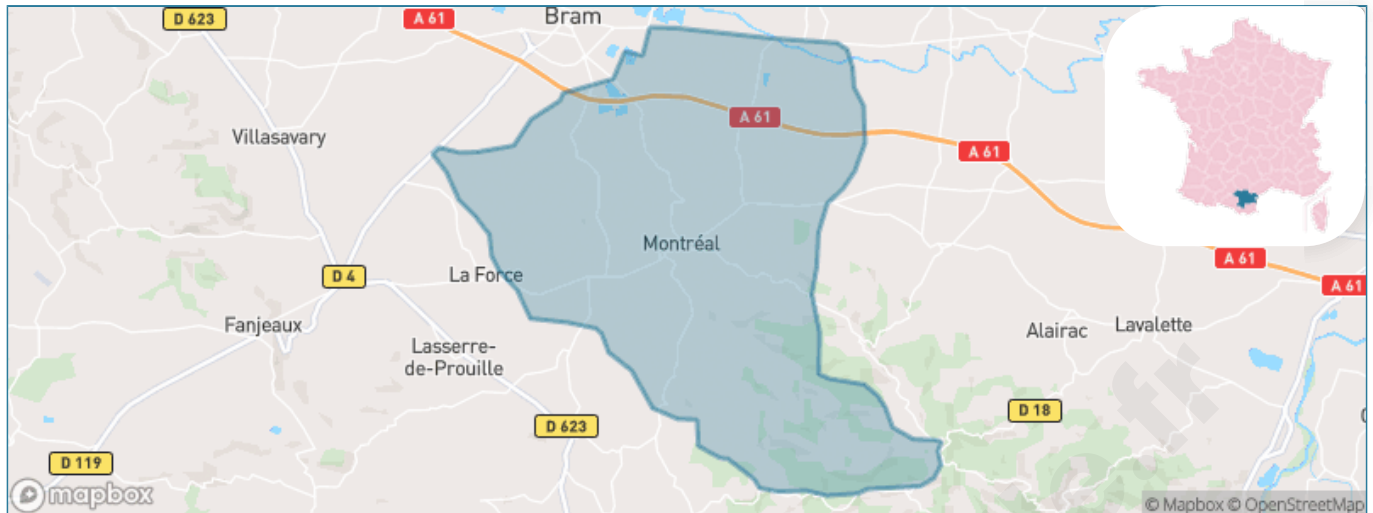 D 623
A 61
Bram
A 61
Villasavary
A 61
Montréal
A 61
La Force
D 4
A 61
Fanjeaux
Alairac
Lavalette
Lasserre-
de-Prouille
D 18
D 623
D 119
mapbox
© Mapbox © OpenStreetMap